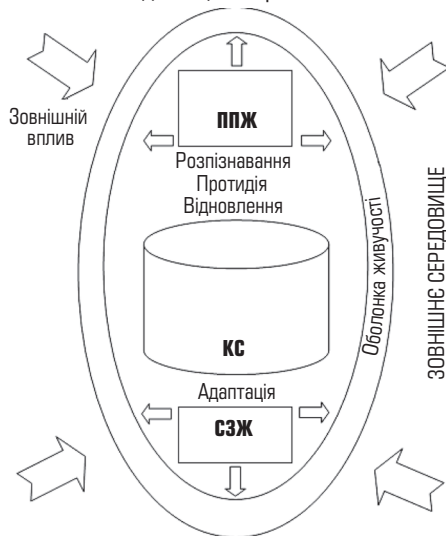 Зовнішній
вплив
ППЖ
Розпізнавання
Протидія
Відновлення
Оболонка живучості
ЗОВНІШНЄ СЕРЕДОВИЩЕ
КС
Адаптація
СЗЖ